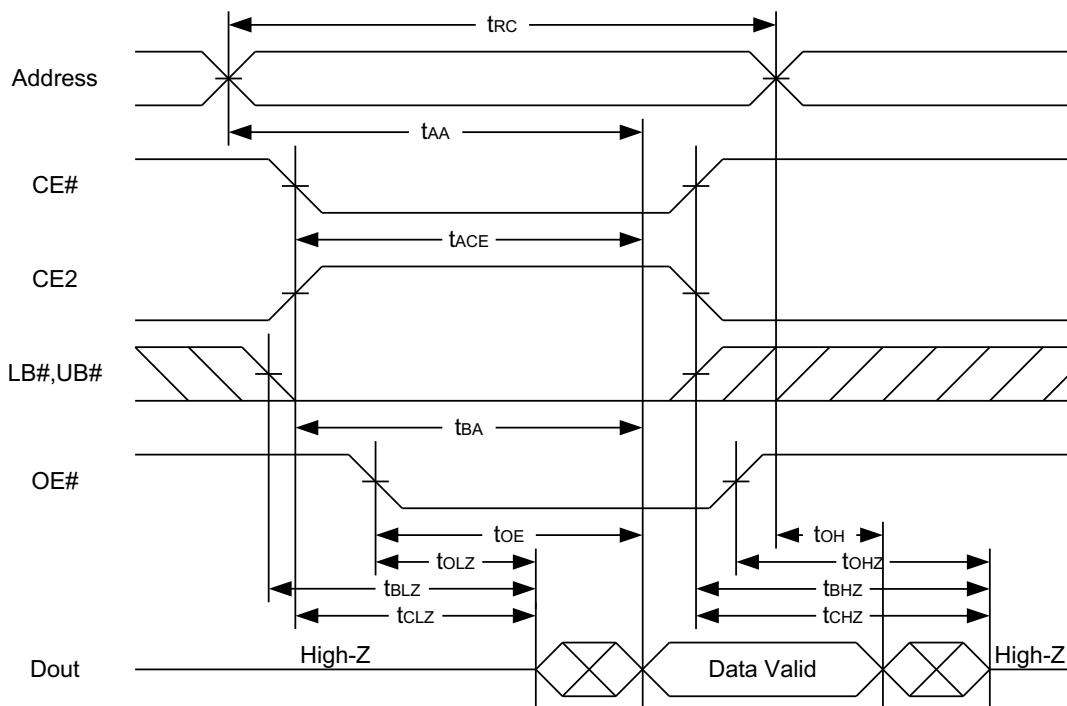 tRC
Address
tAA
CE#
tACE
CE2
LB#,UB#
tBA
OE#
tOE
tOH
tOLZ
tOHZ
tBLZ
tBHZ
tCLZ
tCHZ
High-Z
Dout
Data Valid
High-Z